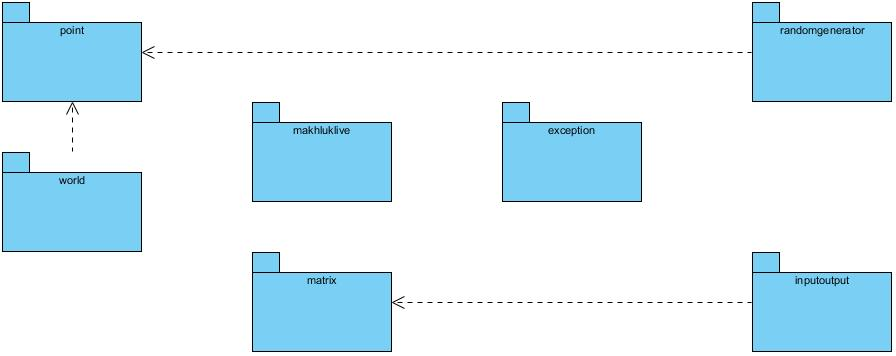 point
randomgenerator
makhluklive
exception
world
matrix
inputoutput